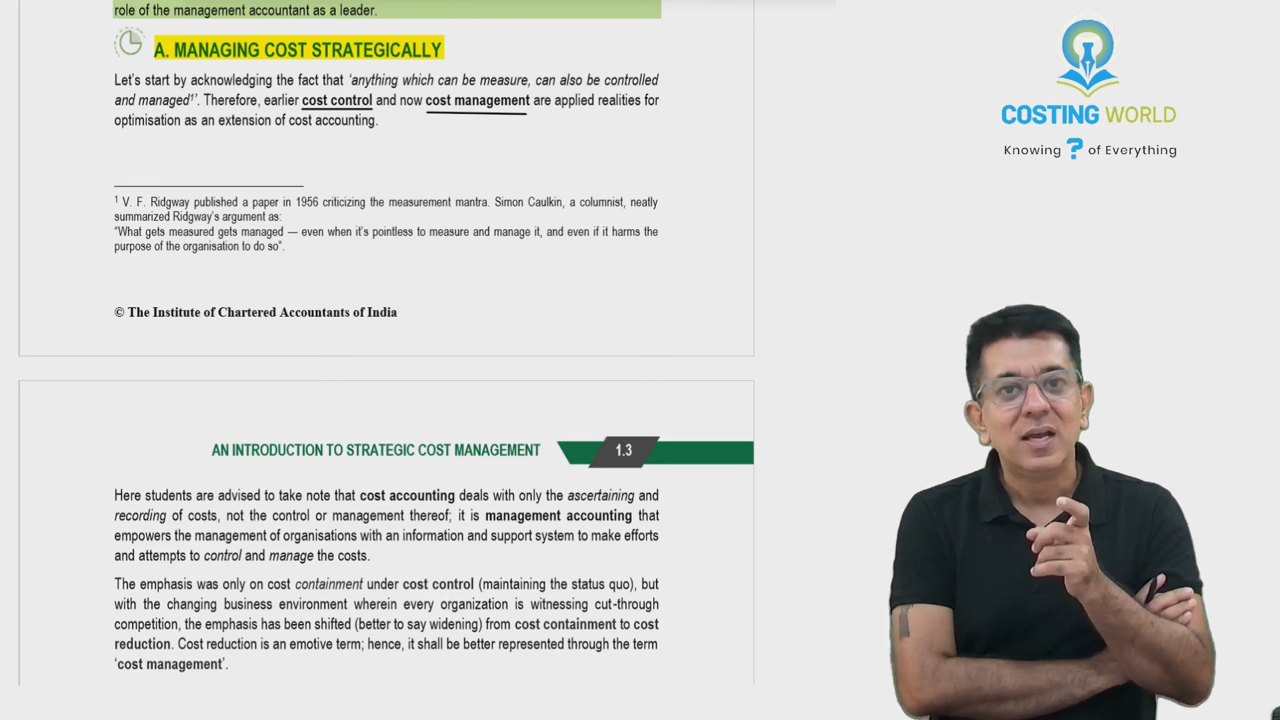 role of the management accountant as a leader.
A. MANAGING COST STRATEGICALLY
Let's start by acknowledging the fact that 'anything which can be measure, can also be controlled
and managed1'. Therefore, earlier cost control and now cost management are applied realities for
optimisation as an extension of cost accounting.
1 V. F. Ridgway published a paper in 1956 criticizing the measurement mantra. Simon Caulkin, a columnist, neatly
summarized Ridgway's argument as:
"What gets measured gets managed — even when it's pointless to measure and manage it, and even if it harms the
purpose of the organisation to do so".
© The Institute of Chartered Accountants of India
AN INTRODUCTION TO STRATEGIC COST MANAGEMENT 1.3
Here students are advised to take note that cost accounting deals with only the ascertaining and
recording of costs, not the control or management thereof; it is management accounting that
empowers the management of organisations with an information and support system to make efforts
and attempts to control and manage the costs.
The emphasis was only on cost containment under cost control (maintaining the status quo), but
with the changing business environment wherein every organization is witnessing cut-through
competition, the emphasis has been shifted (better to say widening) from cost containment to cost
reduction. Cost reduction is an emotive term; hence, it shall be better represented through the term
'cost management'.
COSTING WORLD
Knowing ? of Everything